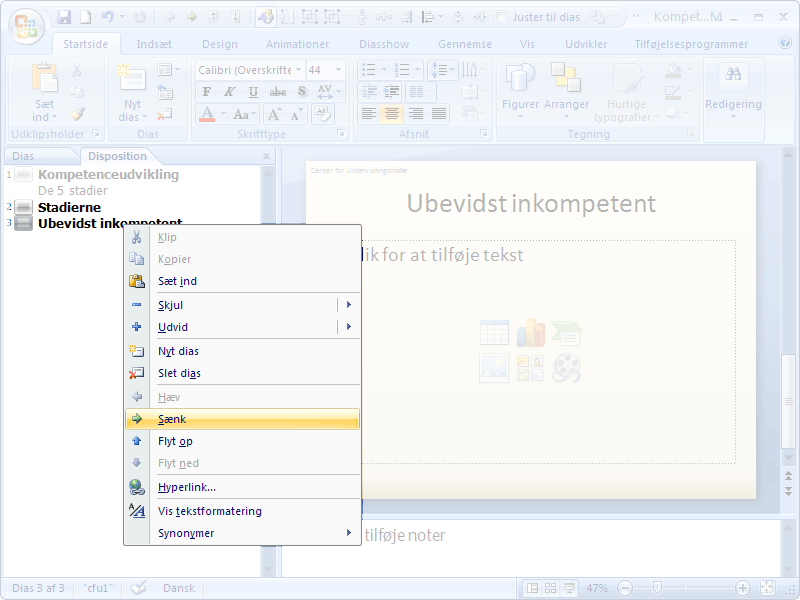 Juster til dias
Kompet...M...
Startside Indsæt Design Animationer Diasshow Gennemse Vis Udvikler Tilføjelsesprogrammer
Calibri (Overskrifte 44
Sæt ind
Nyt dias
F K U abc S AV
A Aa A A
Figurer Arranger Hurtige typografier
Redigering
Udklipsholder Dias Skrifttype Afsnit Tegning
Dias Disposition x
1 Kompetenceudvikling
De 5 stadier
2 Stadierne
3 Ubevidst inkompetent
Center for Undervisningsmidler
Ubevidst inkompetent
lik for at tilføje tekst
Klip
Kopier
Sæt ind
Skjul
Udvid
Nyt dias
Slet dias
Hæv
Sænk
Flyt op
Flyt ned
Hyperlink...
Vis tekstformatering
Synonymer
tilføje noter
Dias 3 af 3 "cfu1" Dansk 47%